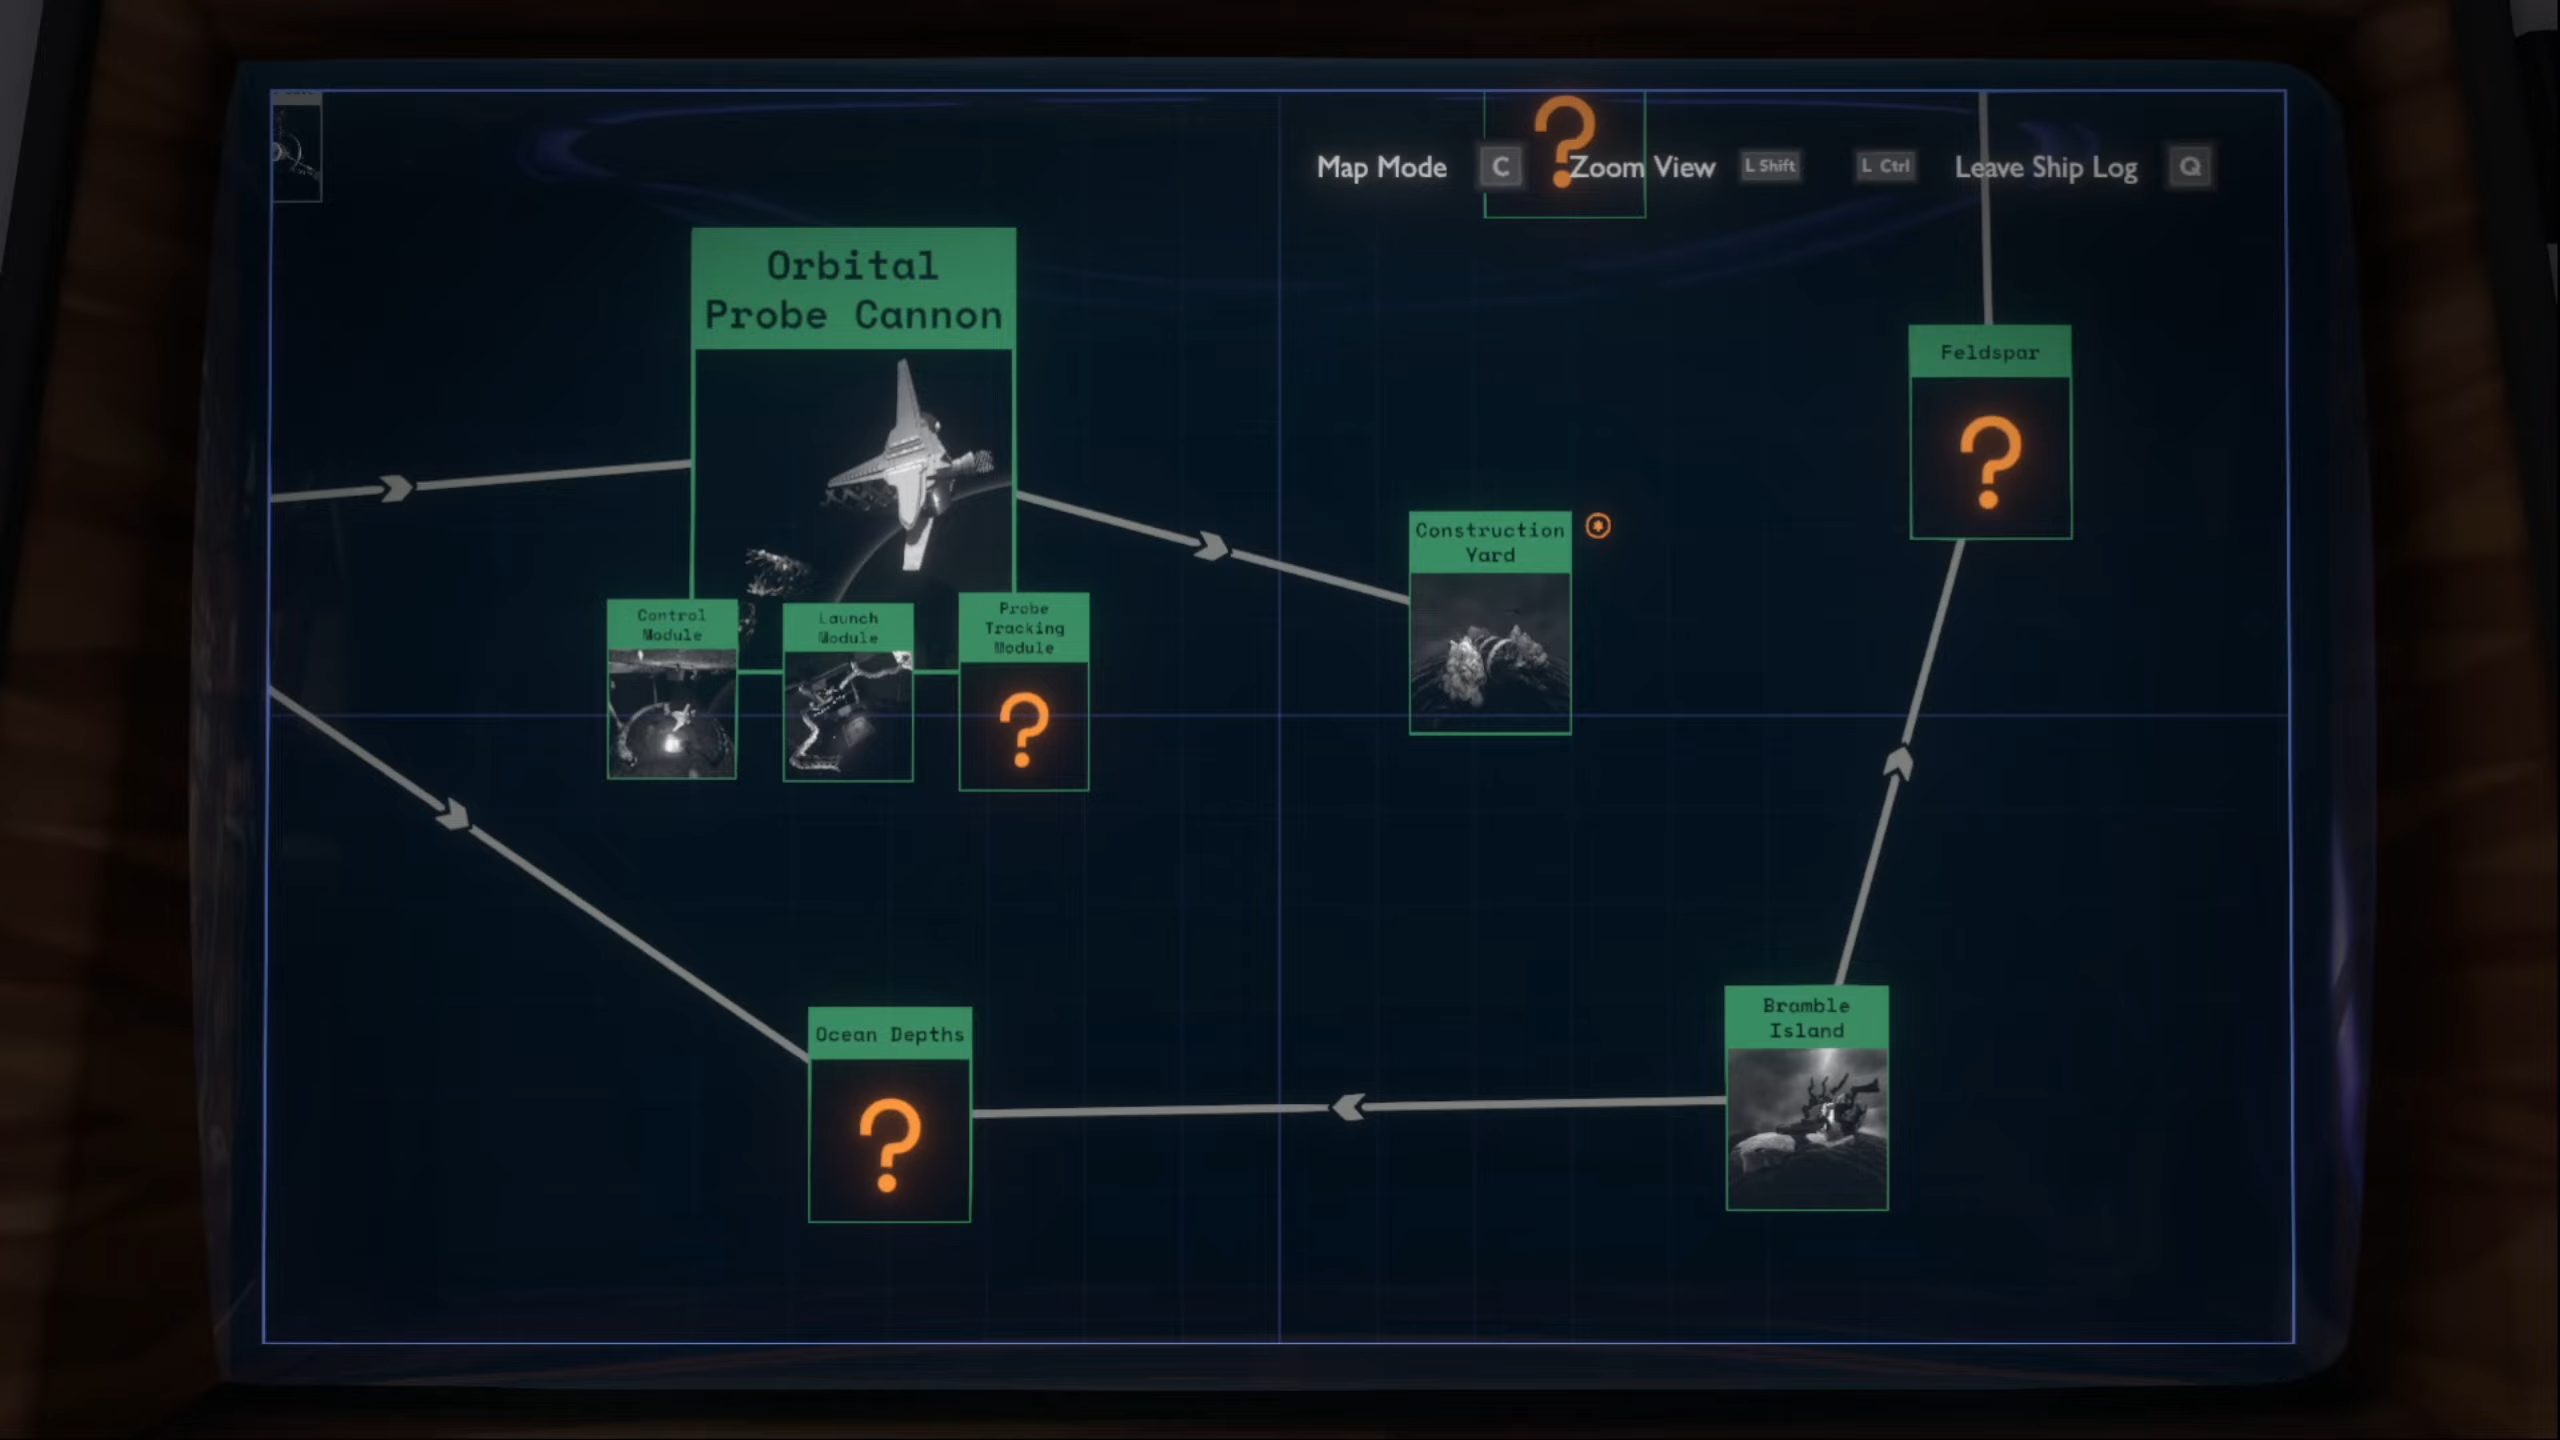 Map Mode C Zoom View L Shift L Ctrl Leave Ship Log Q
Orbital
Probe Cannon
Feldspar
?
Construction
Yard
Control
Module
Launch
Module
Probe
Tracking
Module
?
Ocean Depths
?
Bramble
Island
?